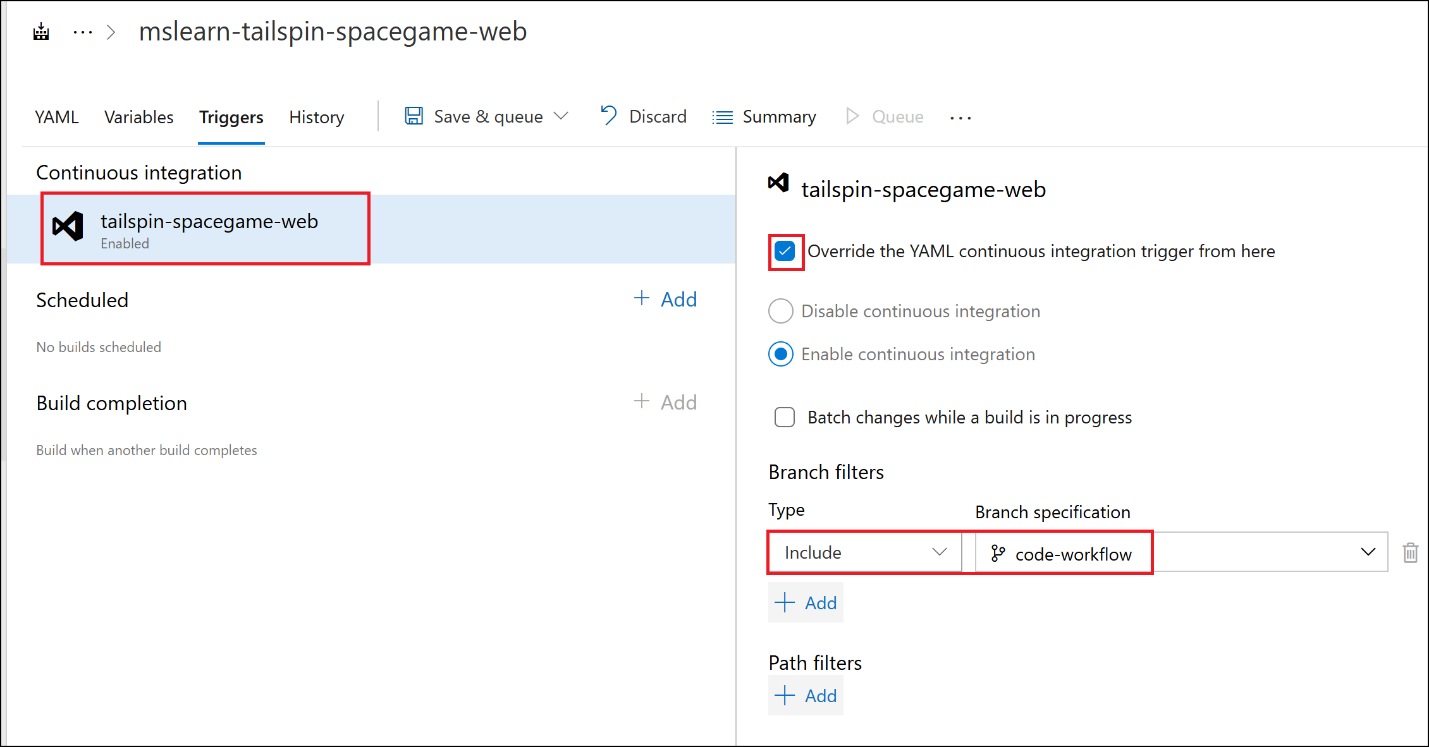 ... > mslearn-tailspin-spacegame-web
YAML Variables Triggers History Save & queue Discard Summary Queue ...
Continuous integration
tailspin-spacegame-web
Enabled
Scheduled + Add
No builds scheduled
Build completion + Add
Build when another build completes
tailspin-spacegame-web
Override the YAML continuous integration trigger from here
Disable continuous integration
Enable continuous integration
Batch changes while a build is in progress
Branch filters
Type Branch specification
Include code-workflow
+ Add
Path filters
+ Add